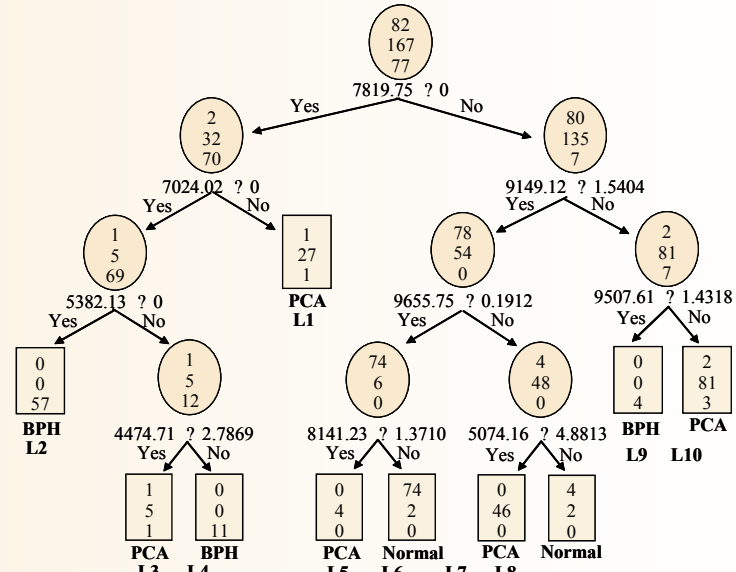 82
167
77
7819.75 ? 0
Yes
No
2
32
70
80
135
7
7024.02 ? 0
9149.12 ? 1.5404
Yes
No
Yes
No
1
5
69
1
27
1
PCA
L1
78
54
0
2
81
7
5382.13 ? 0
9655.75 ? 0.1912
9507.61 ? 1.4318
Yes
No
Yes
No
Yes
No
0
0
57
BPH
L2
1
5
12
74
6
0
4
48
0
0
0
4
BPH
L9
2
81
3
PCA
L10
4474.71 ? 2.7869
8141.23 ? 1.3710
5074.16 ? 4.8813
Yes
No
Yes
No
Yes
No
1
5
1
PCA
L3
0
0
11
BPH
L4
0
4
0
PCA
L5
74
2
0
Normal
L6
0
46
0
PCA
L7
4
2
0
Normal
L8